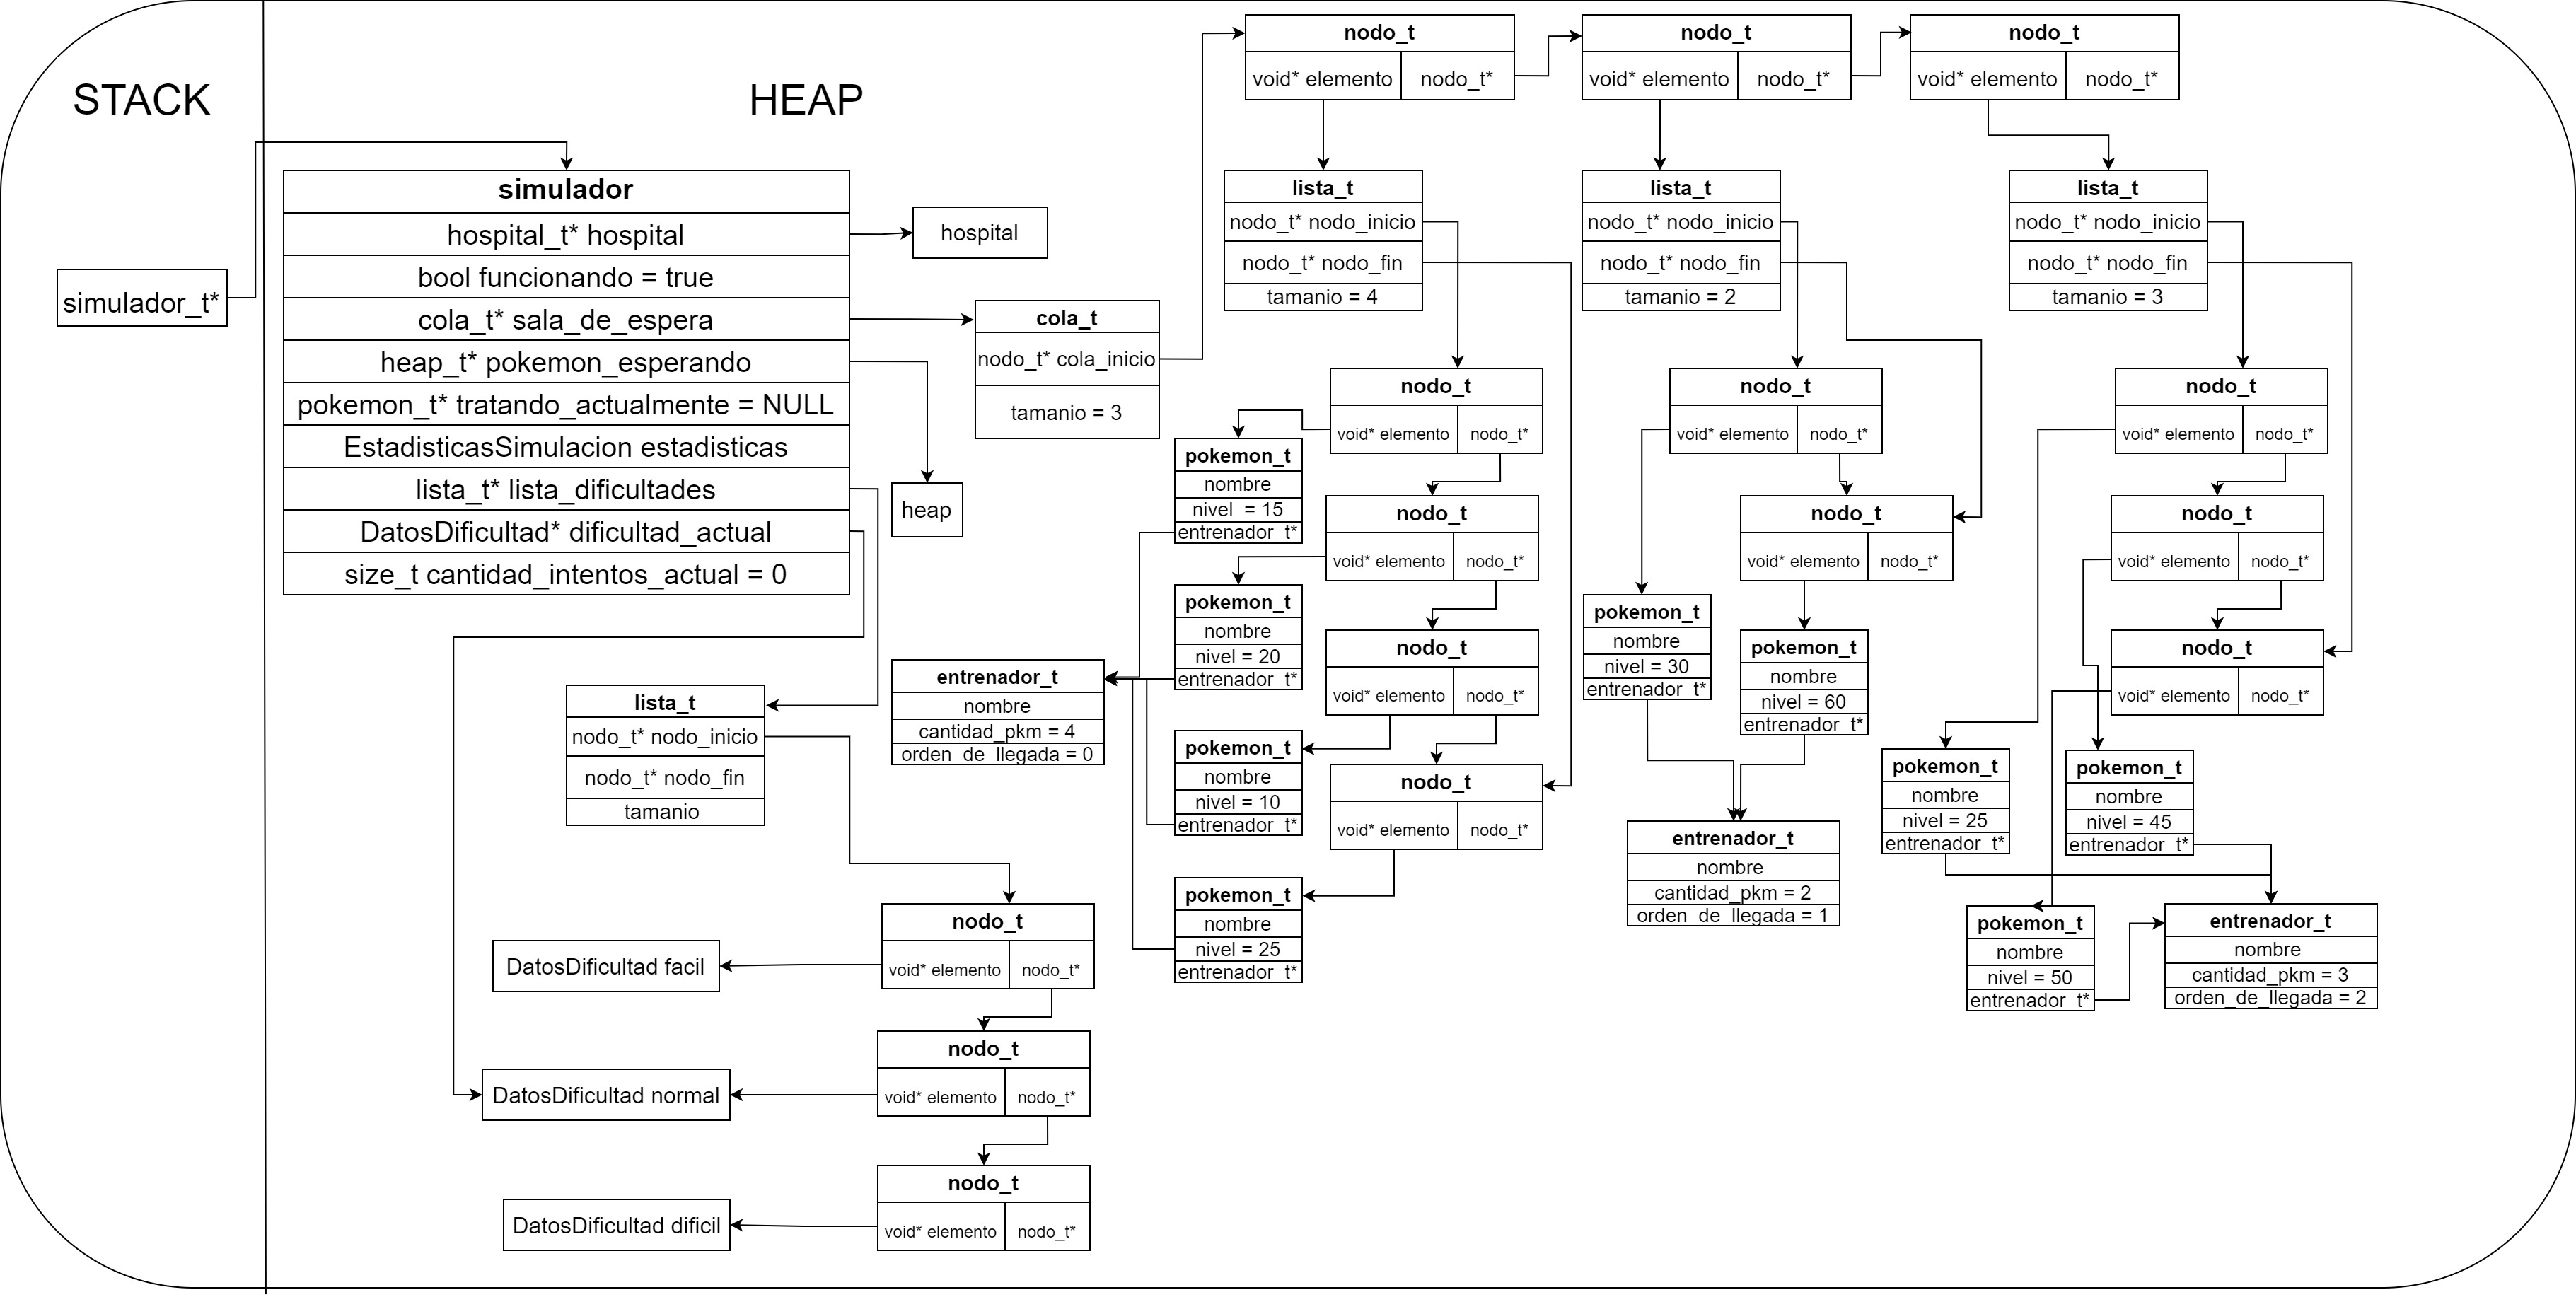 STACK
HEAP
simulador_t*
simulador
hospital_t* hospital
bool funcionando = true
cola_t* sala_de_espera
heap_t* pokemon_esperando
pokemon_t* tratando_actualmente = NULL
EstadisticasSimulacion estadisticas
lista_t* lista_dificultades
DatosDificultad* dificultad_actual
size_t cantidad_intentos_actual = 0
hospital
heap
cola_t
nodo_t* cola_inicio
tamanio = 3
nodo_t
void* elemento
nodo_t*
nodo_t
void* elemento
nodo_t*
nodo_t
void* elemento
nodo_t*
lista_t
nodo_t* nodo_inicio
nodo_t* nodo_fin
tamanio = 4
lista_t
nodo_t* nodo_inicio
nodo_t* nodo_fin
tamanio = 2
lista_t
nodo_t* nodo_inicio
nodo_t* nodo_fin
tamanio = 3
nodo_t
void* elemento
nodo_t*
nodo_t
void* elemento
nodo_t*
nodo_t
void* elemento
nodo_t*
nodo_t
void* elemento
nodo_t*
pokemon_t
nombre
nivel = 15
entrenador_t*
pokemon_t
nombre
nivel = 20
entrenador_t*
pokemon_t
nombre
nivel = 10
entrenador_t*
pokemon_t
nombre
nivel = 25
entrenador_t*
entrenador_t
nombre
cantidad_pkm = 4
orden_de_llegada = 0
nodo_t
void* elemento
nodo_t*
nodo_t
void* elemento
nodo_t*
pokemon_t
nombre
nivel = 30
entrenador_t*
pokemon_t
nombre
nivel = 60
entrenador_t*
entrenador_t
nombre
cantidad_pkm = 2
orden_de_llegada = 1
nodo_t
void* elemento
nodo_t*
nodo_t
void* elemento
nodo_t*
nodo_t
void* elemento
nodo_t*
pokemon_t
nombre
nivel = 25
entrenador_t*
pokemon_t
nombre
nivel = 45
entrenador_t*
pokemon_t
nombre
nivel = 50
entrenador_t*
entrenador_t
nombre
cantidad_pkm = 3
orden_de_llegada = 2
lista_t
nodo_t* nodo_inicio
nodo_t* nodo_fin
tamanio
nodo_t
void* elemento
nodo_t*
DatosDificultad facil
nodo_t
void* elemento
nodo_t*
DatosDificultad normal
nodo_t
void* elemento
nodo_t*
DatosDificultad dificil